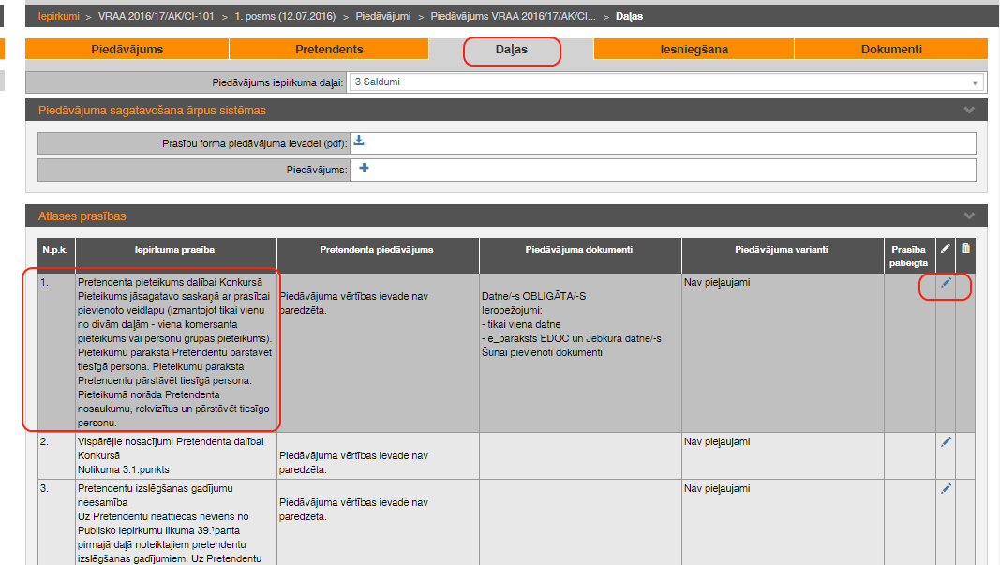 Iepirkumi > VRAA 2016/17/AK/CI-101 > 1. posms (12.07.2016) > Piedāvājumi > Piedāvājums VRAA 2016/17/AK/CI... > Daļas
Piedāvājums Pretendents Daļas Iesniegšana Dokumenti
Piedāvājums iepirkuma daļai: 3 Saldumi
Piedāvājuma sagatavošana ārpus sistēmas
Prasību forma piedāvājuma ievadei (pdf):
Piedāvājums:
Atlases prasības
N.p.k. Iepirkuma prasība Pretendenta piedāvājums Piedāvājuma dokumenti Piedāvājuma varianti Prasība
pabeigta
1. Pretendenta pieteikums dalībai Konkursā
Pieteikums jāsagatavo saskaņā ar prasībai
pievienoto veidlapu (izmantojot tikai vienu
no divām daļām - viena komersanta
pieteikums vai personu grupas pieteikums).
Pieteikumu paraksta Pretendentu pārstāvēt
tiesīgā persona. Pieteikumu paraksta
Pretendentu pārstāvēt tiesīgā persona.
Pieteikumā norāda Pretendenta
nosaukumu, rekvizītus un pārstāvēt tiesīgo
personu.
Piedāvājuma vērtības ievade nav
paredzēta.
Datne/-s OBLIGĀTA/-S
Ierobežojumi:
- tikai viena datne
- e_paraksts EDOC un Jebkura datne/-s
Šūnai pievienoti dokumenti
Nav pieļaujami
2. Vispārējie nosacījumi Pretendenta dalībai
Konkursā
Nolikuma 3.1.punkts
Piedāvājuma vērtības ievade nav
paredzēta.
Nav pieļaujami
3. Pretendentu izslēgšanas gadījumu
neesamība
Uz Pretendentu neattiecas neviens no
Publisko iepirkumu likuma 39.¹panta
pirmajā daļā noteiktajiem pretendentu
izslēgšanas gadījumiem. Uz Pretendentu
Piedāvājuma vērtības ievade nav
paredzēta.
Nav pieļaujami